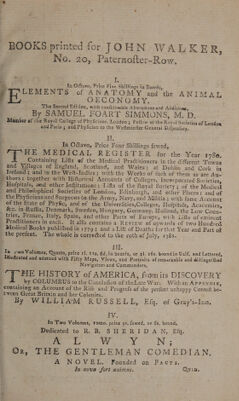 BOOKS printed for JOHN WALKER,
No. 20, Paternoster-Row.
I.
In Octavo, Price Five Shillings in Boards,
ELEMENTS of ANATOMY and the ANIMAL
OECONOMY.
The Second Edition, with considerable Alterations and Additions,
By SAMUEL FOART SIMMONS, M. D.
Member of the Royal College of Physicians, London; Fellow of the Royal Societies of London
and Paris; and Physician to the Westminster General Dispensary.
II.
In Octavo, Price Four Shillings sewed,
THE MEDICAL REGISTER for the Year 1780.
Containing Lists of the Medical Practitioners in the different Towns
and Villages of England, Scotland, and Wales; at Dublin and Cork in
Ireland; and in the West-Indies; with the Works of such of them as are Au-
thors; together with Historical Accounts of Colleges, incorporated Societies,
Hospitals, and other Institutions; Lists of the Royal Society; of the Medical
and Philosophical Societies of London, Edinburgh, and other Places; and of
the Physicians and Surgeons to the Army, Navy, and Militia; with some Account
of the State of Physic, and of the Universities, Colleges, Hospitals, Academies,
&c. in Russia, Denmark, Sweden, Hungary, Germany, Holland, the Low Coun-
tries, France, Italy, Spain, and other Parts of Europe, with Lists of eminent
Practitioners in each. It also contains a Review of upwards of two hundred
Medical Books published in 1779; and a List of Deaths for that Year and Part of
the present. The whole is corrected to the 20th of July, 1780.
III.
In two Volumes, Quarto, price 1l. 11s. 6d. in boards, or 2l. 2s. bound in Calf, and Lettered,
Illustrated and adorned with Fifty Maps, Views, and Portraits of remarkable and distinguished
Navigators and Commanders,
THE HISTORY of AMERICA, from its DISCOVERY
by COLUMBUS to the Conclusion of the Late War. With an APPENDIX,
containing an Account of the Rise and Progress of the present unhappy Contest be-
tween Great Britain and her Colonies.
By WILLIAM RUSSELL, Esq. of Gray's-Inn.
IV.
In Two Volumes, 12mo. price 5s. sewed, or 6s. bound.
Dedicated to R. B. SHERIDAN, Esq.
A L W Y N;
Or, THE GENTLEMAN COMEDIAN.
A NOVEL. Founded on FACTS.
In nova fert animus. OVID.